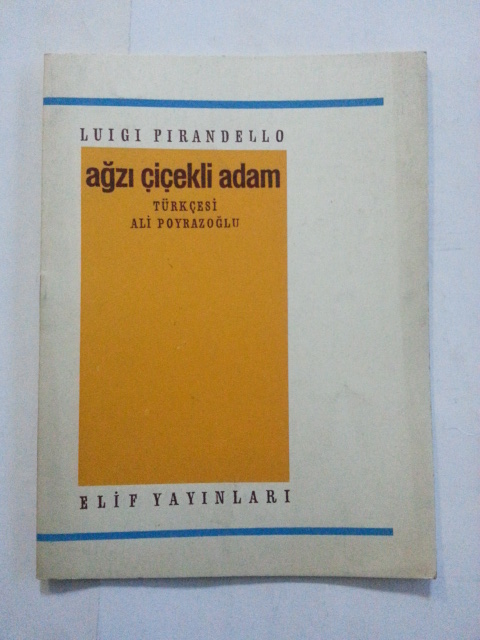 LUIGI PIRANDELLO
ağzı çiçekli adam
TÜRKÇESİ
ALİ POYRAZOĞLU
ELİF YAYINLARI